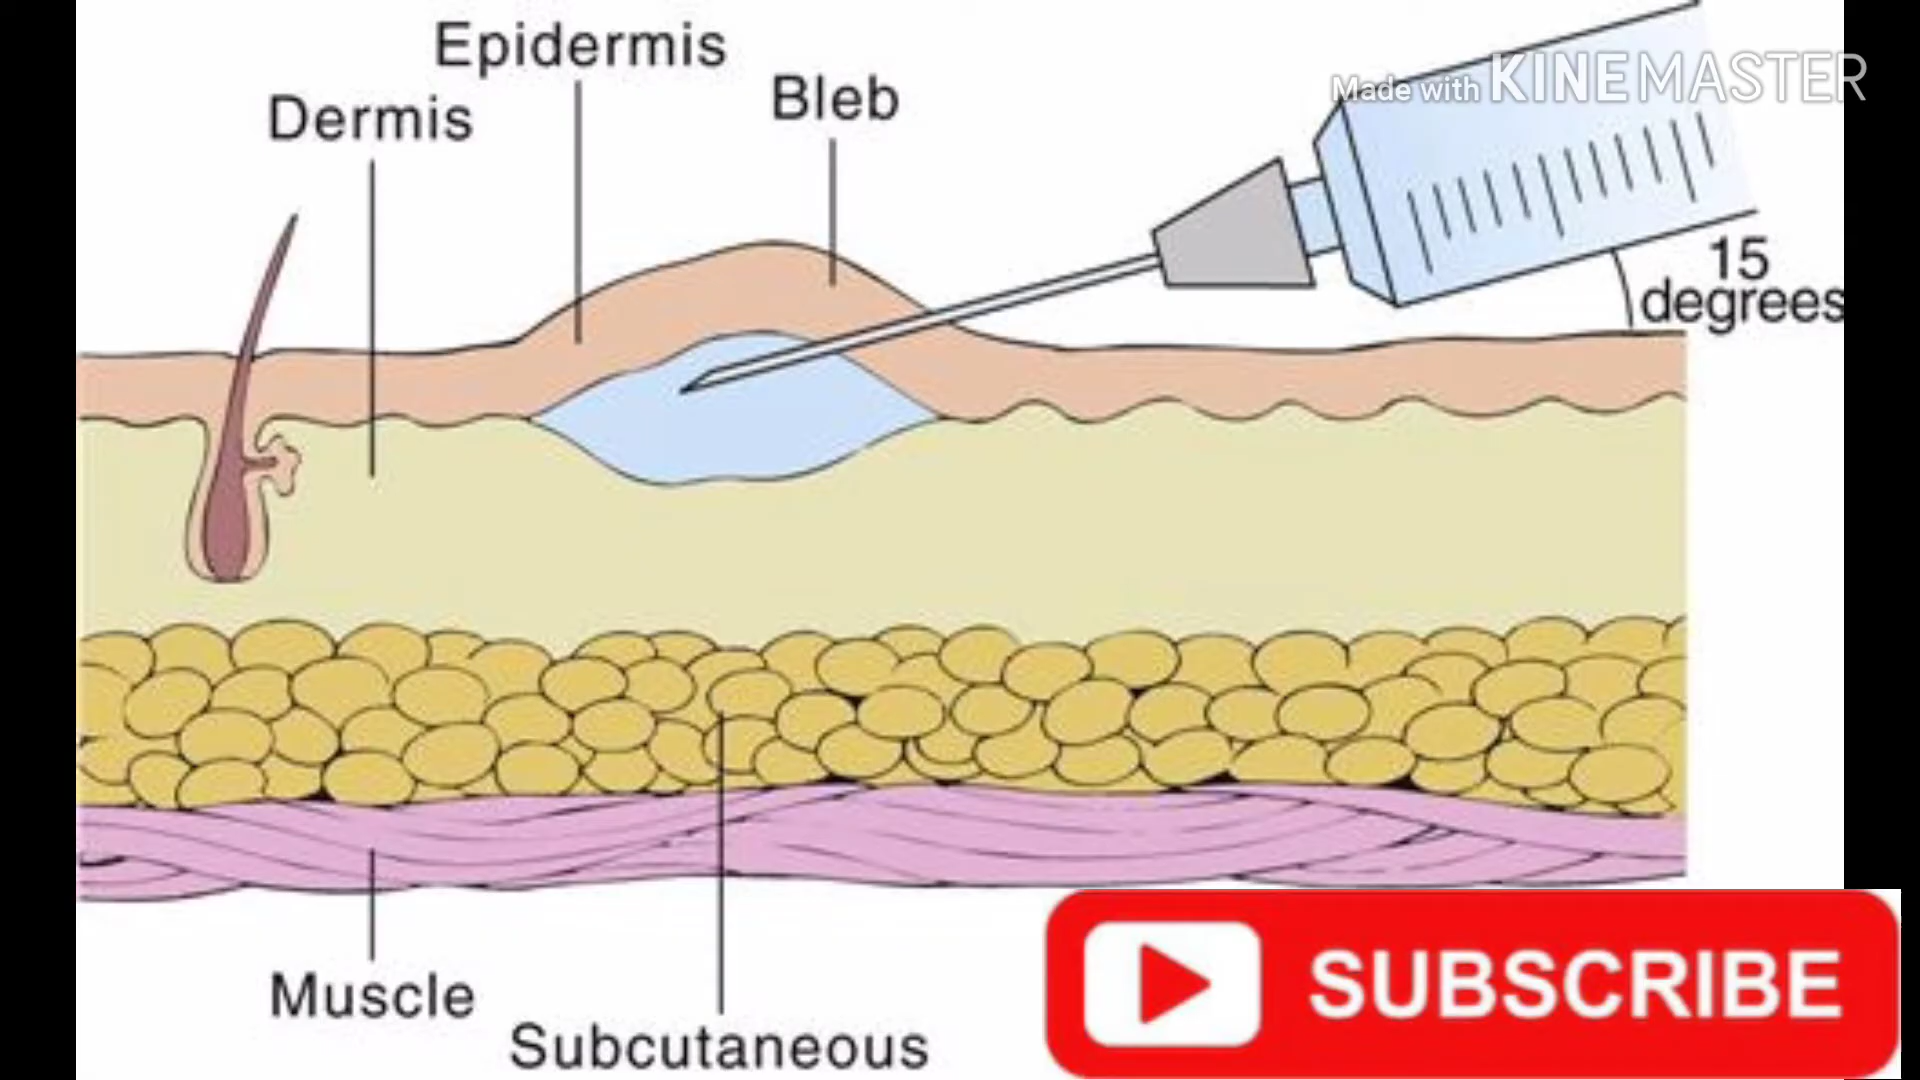 Epidermis
Dermis
Bleb
Made with KINEMASTER
15
degrees
Muscle
Subcutaneous
SUBSCRIBE